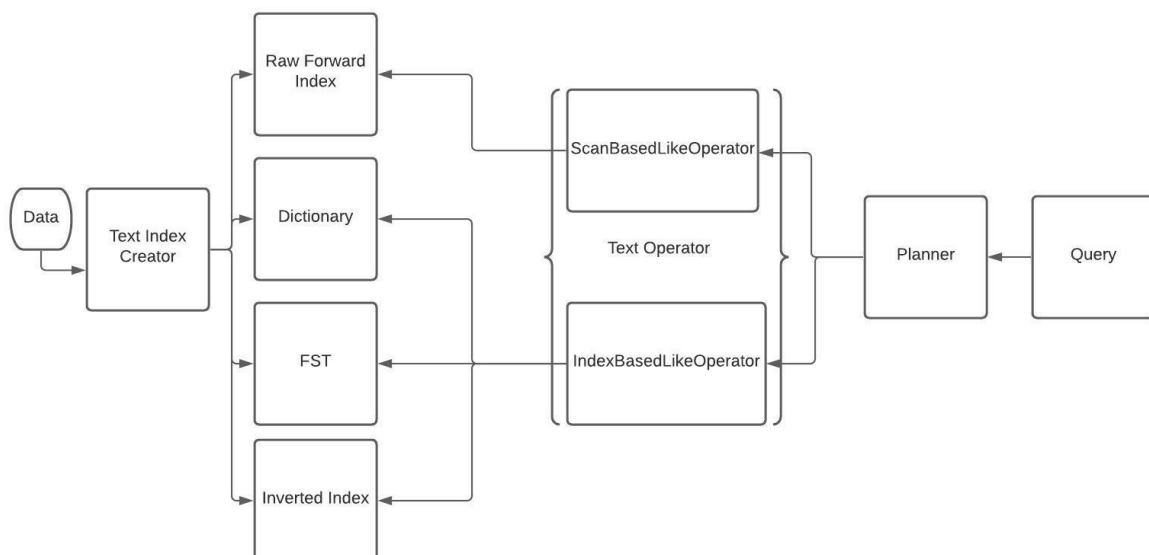 Raw Forward
Index
ScanBasedLikeOperator
Data
Text Index
Creator
Dictionary
Text Operator
Planner
Query
FST
IndexBasedLikeOperator
Inverted Index